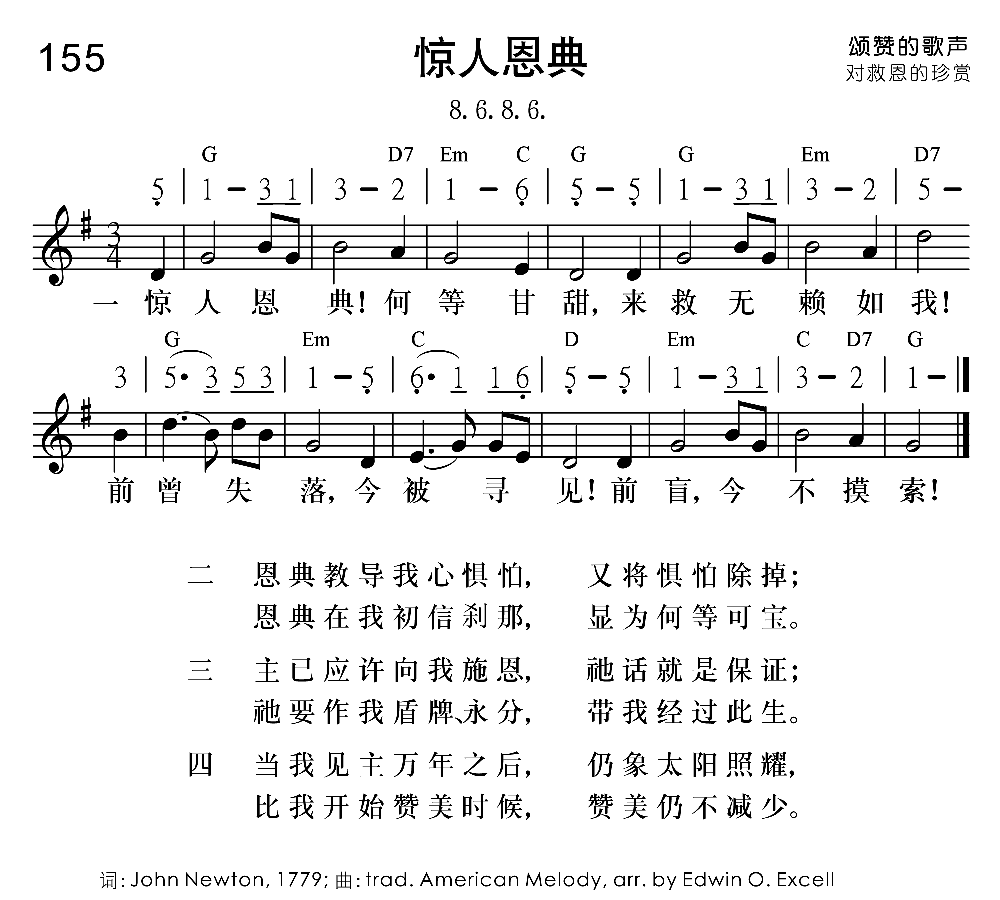 155
惊人恩典
颂赞的歌声
对救恩的珍赏
8. 6. 8. 6.
G D7 Em C G G Em D7
5 | 1 – 3 1 | 3 – 2 | 1 – 6 | 5 – 5 | 1 – 3 1 | 3 – 2 | 5 –
3 4
一 惊 人 恩 典! 何 等 甘 甜, 来 救 无 赖 如 我!
G Em C D Em C D7 G
3 | 5· 3 5 3 | 1 – 5 | 6· 1 1 6 | 5 – 5 | 1 – 3 1 | 3 – 2 | 1 –
前 曾 失 落, 今 被 寻 见! 前 盲, 今 不 摸 索!
二 恩典教导我心惧怕, 又将惧怕除掉;
恩典在我初信刹那, 显为何等可宝。
三 主已应许向我施恩, 祂话就是保证;
祂要作我盾牌、永分, 带我经过此生。
四 当我见主万年之后, 仍象太阳照耀,
比我开始赞美时候, 赞美仍不减少。
词: John Newton, 1779; 曲: trad. American Melody, arr. by Edwin O. Excell